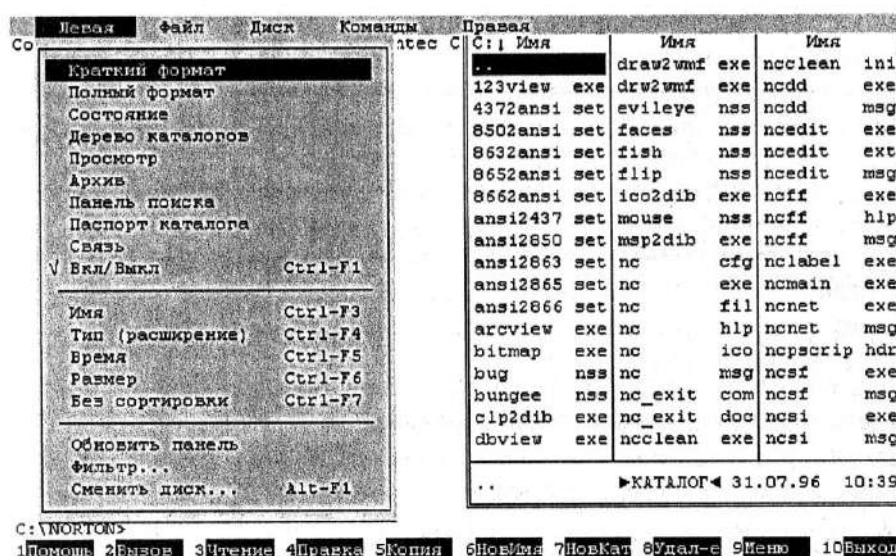 Левая Файл Диск Команды Правая
Co ntec C
Краткий формат
Полный формат
Состояние
Дерево каталогов
Просмотр
Архив
Панель поиска
Паспорт каталога
Связь
√ Вкл/Выкл Ctrl-F1
Имя Ctrl-F3
Тип (расширение) Ctrl-F4
Время Ctrl-F5
Размер Ctrl-F6
Без сортировки Ctrl-F7
Обновить панель
Фильтр...
Сменить диск... Alt-F1
C:↓ Имя Имя Имя
.. draw2wmf exe ncclean ini
123view exe drw2wmf exe ncdd exe
4372ansi set evileye nss ncdd msg
8502ansi set faces nss ncedit exe
8632ansi set fish nss ncedit ext
8652ansi set flip nss ncedit msg
8662ansi set ico2dib exe ncff exe
ansi2437 set mouse nss ncff hlp
ansi2850 set msp2dib exe ncff msg
ansi2863 set nc cfg nclabel exe
ansi2865 set nc exe ncmain exe
ansi2866 set nc fil ncnet exe
arcview exe nc hlp ncnet msg
bitmap exe nc ico ncpscrip hdr
bug nss nc msg ncsf exe
bungee nss nc_exit com ncsf msg
clp2dib exe nc_exit doc ncsi exe
dbview exe ncclean exe ncsi msg
.. ►КАТАЛОГ◄ 31.07.96 10:39
C:\NORTON>
1Помощь 2Вызов 3Чтение 4Правка 5Копия 6НовИмя 7НовКат 8Удал-е 9Меню 10Выход